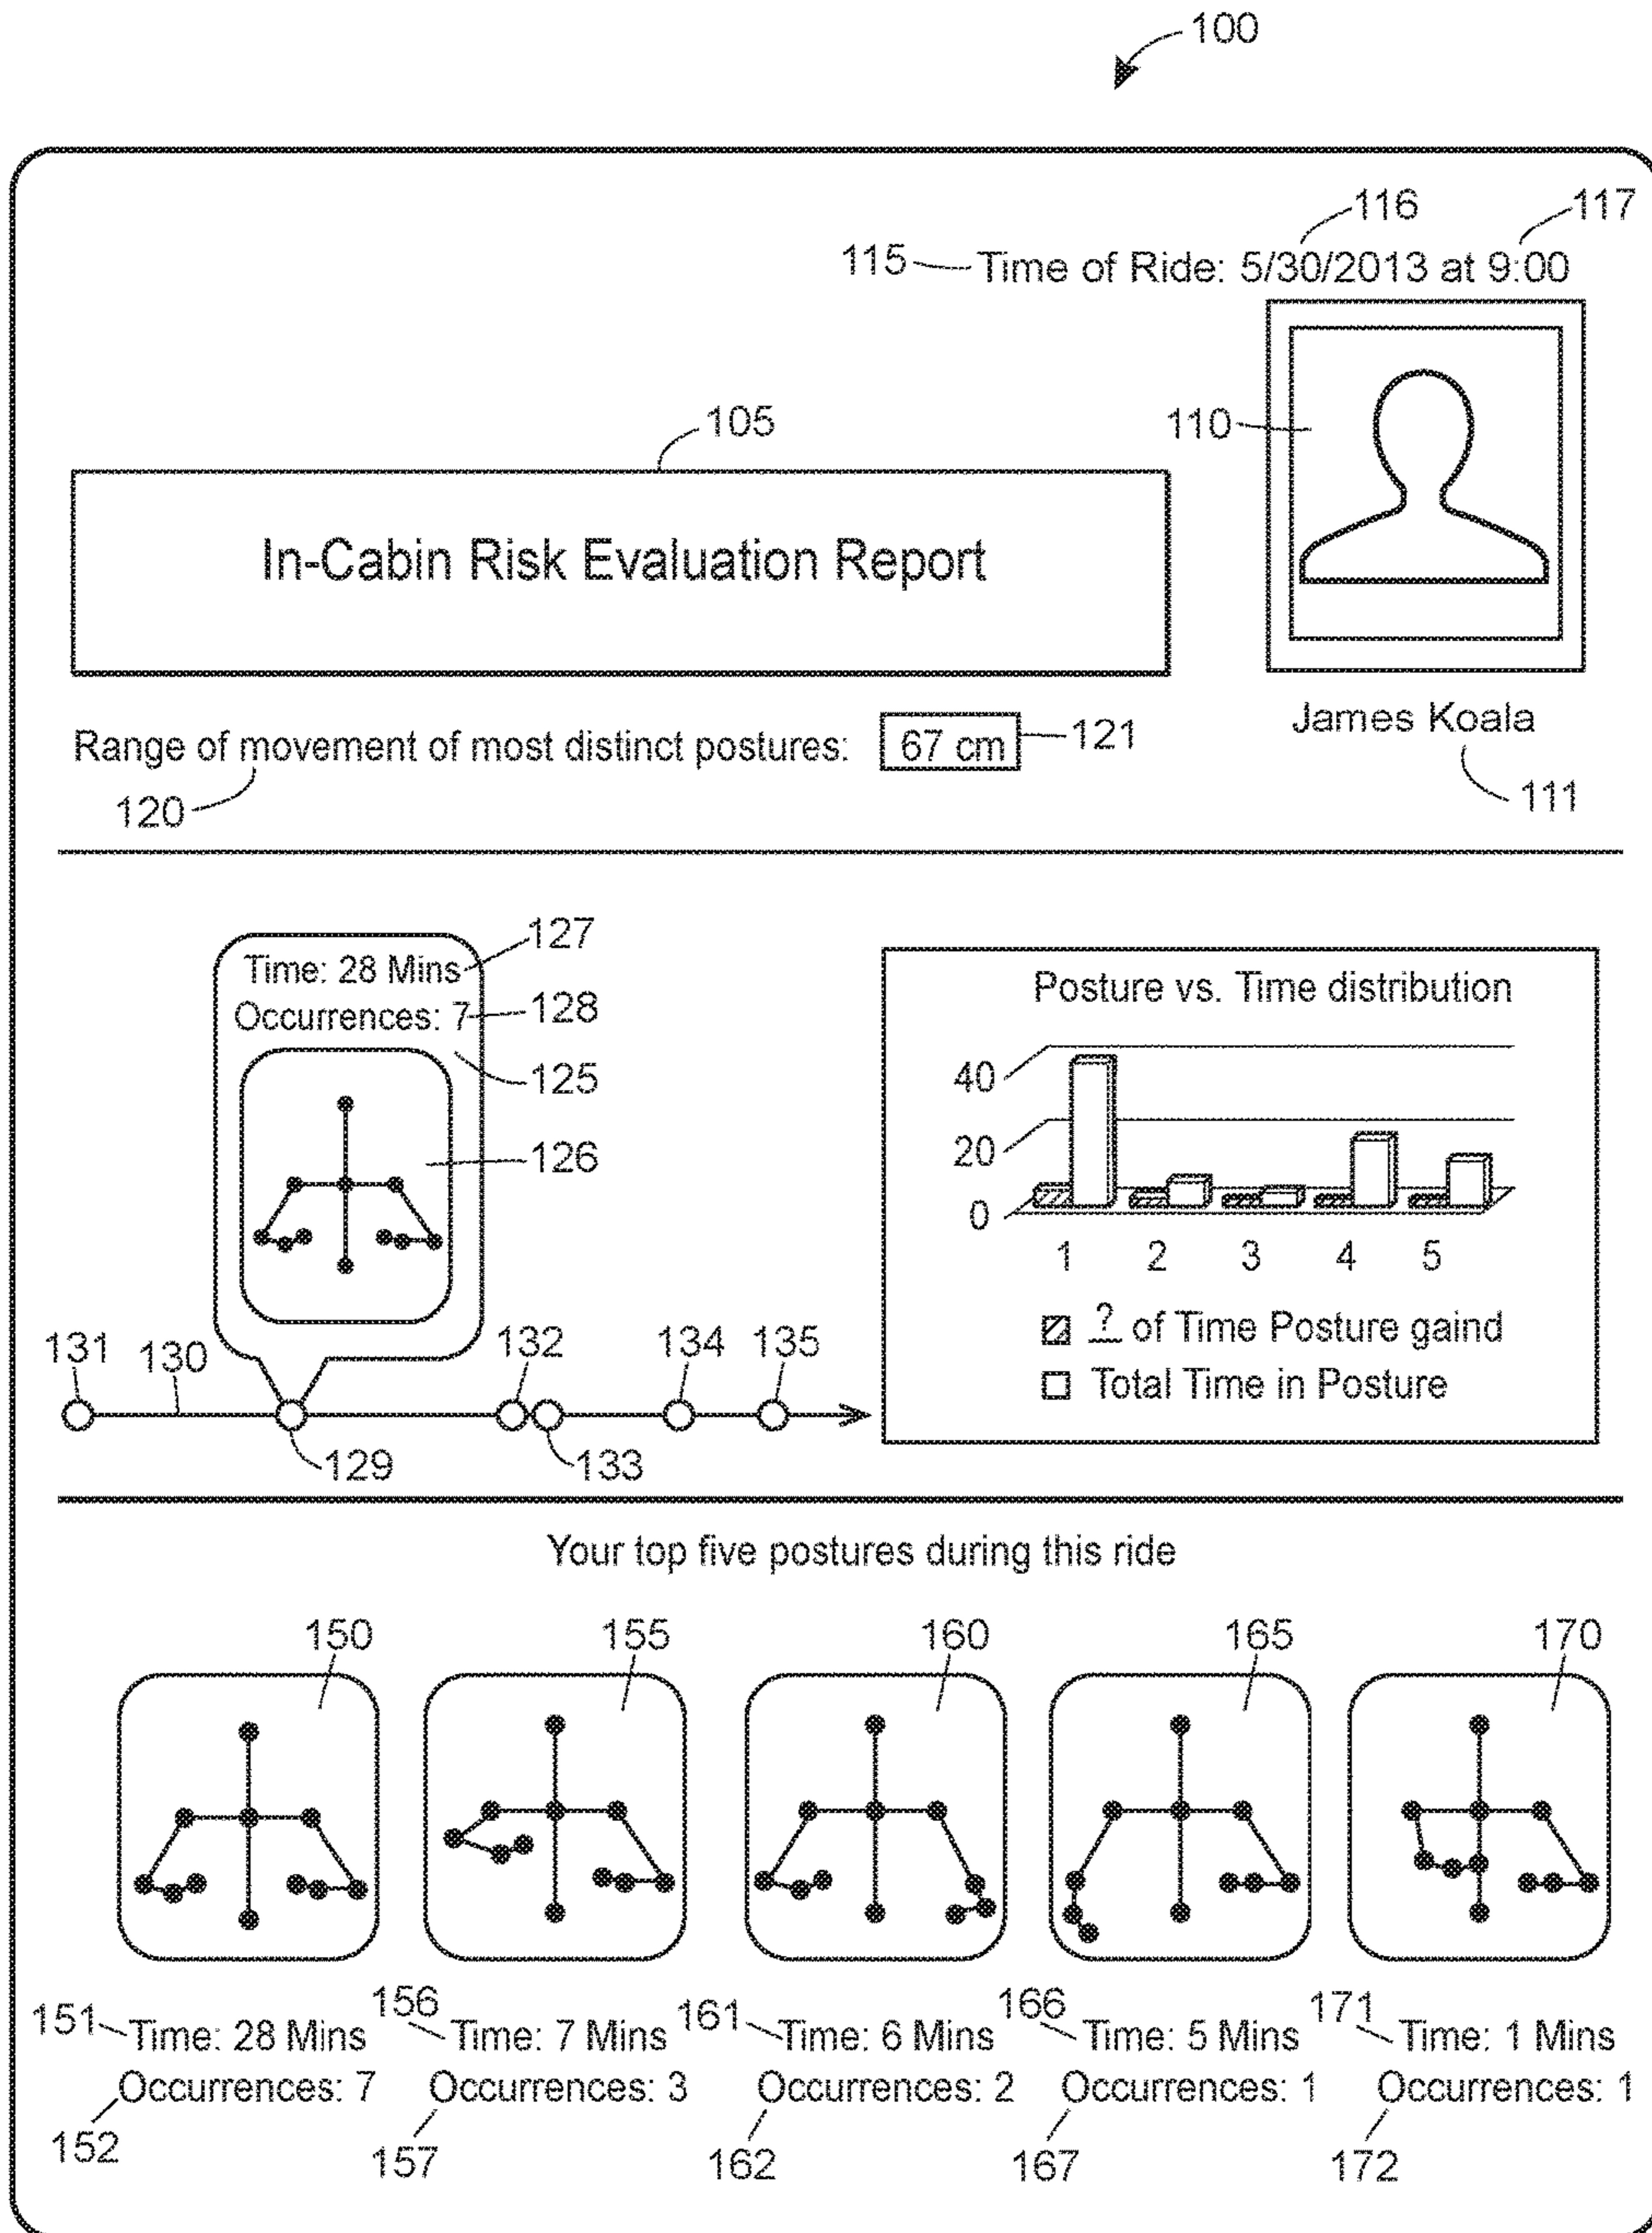 100
116
117
115 Time of Ride: 5/30/2013 at 9:00
105
110
In-Cabin Risk Evaluation Report
James Koala
Range of movement of most distinct postures: 67 cm 121
120
111
127
Time: 28 Mins
Occurrences: 7 128
125
126
131 130 132 134 135
129 133
Posture vs. Time distribution
40
20
0
1 2 3 4 5
? of Time Posture gaind
Total Time in Posture
Your top five postures during this ride
150 155 160 165 170
151 156 161 166 171
Time: 28 Mins Time: 7 Mins Time: 6 Mins Time: 5 Mins Time: 1 Mins
Occurrences: 7 Occurrences: 3 Occurrences: 2 Occurrences: 1 Occurrences: 1
152 157 162 167 172